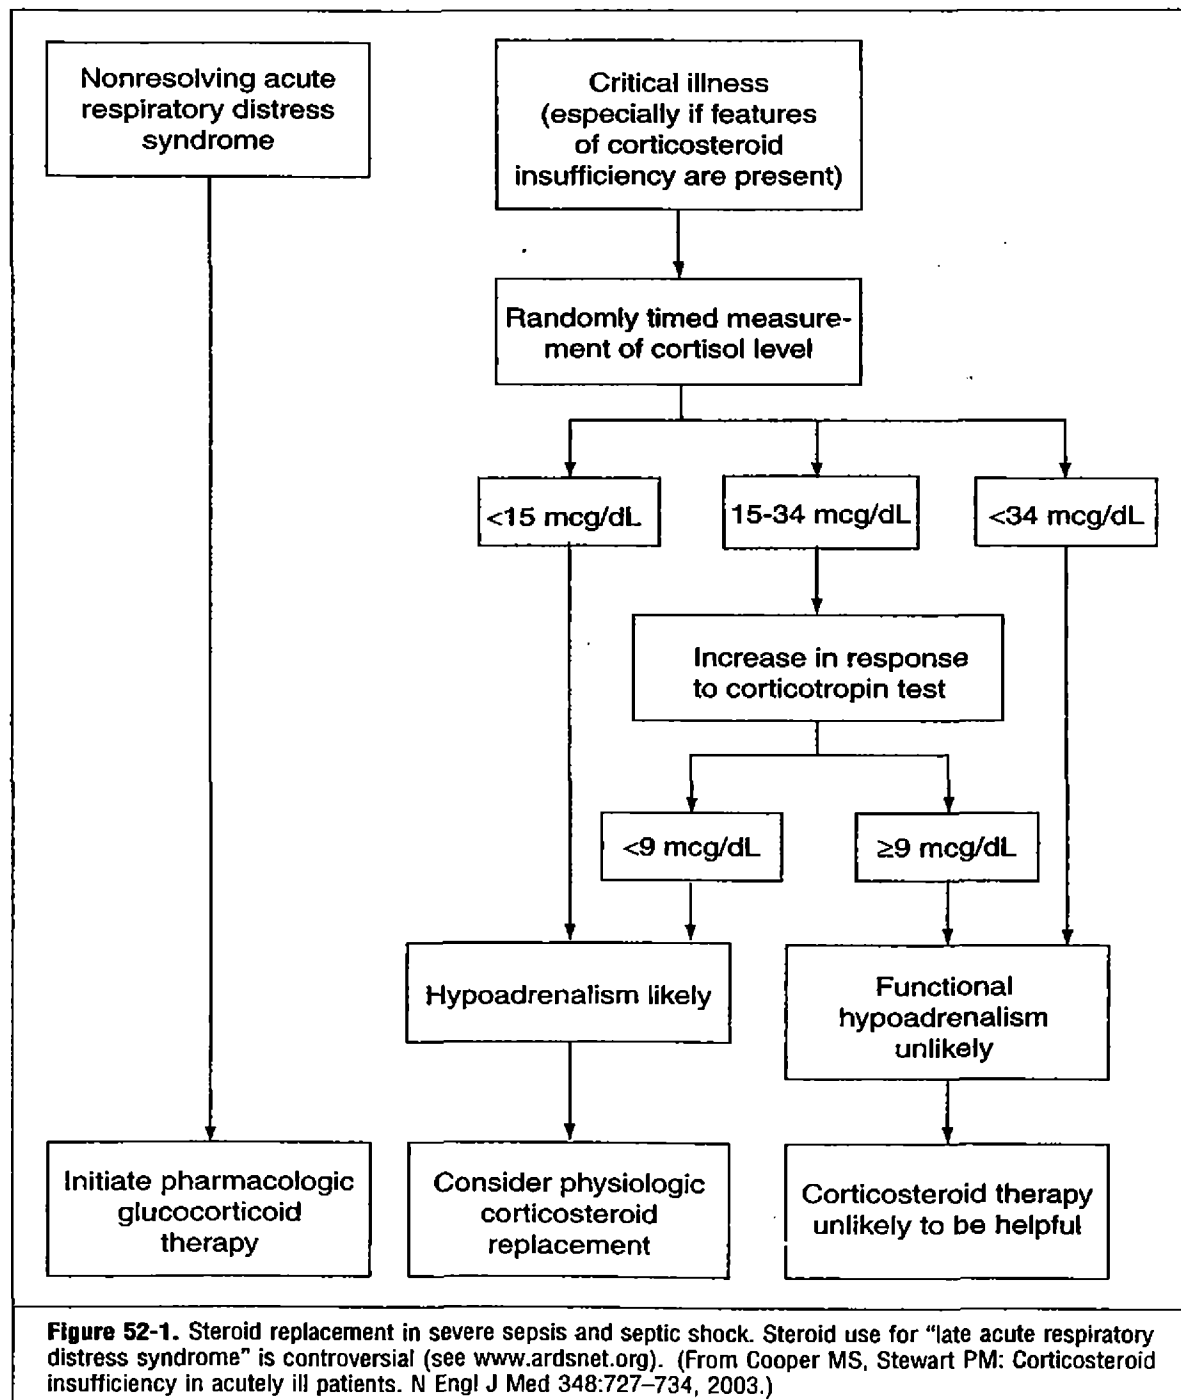 Nonresolving acute
respiratory distress
syndrome
Critical illness
(especially if features
of corticosteroid
insufficiency are present)
Randomly timed measure-
ment of cortisol level
<15 mcg/dL
15-34 mcg/dL
<34 mcg/dL
Increase in response
to corticotropin test
<9 mcg/dL
≥9 mcg/dL
Hypoadrenalism likely
Functional
hypoadrenalism
unlikely
Initiate pharmacologic
glucocorticoid
therapy
Consider physiologic
corticosteroid
replacement
Corticosteroid therapy
unlikely to be helpful
Figure 52-1. Steroid replacement in severe sepsis and septic shock. Steroid use for "late acute respiratory
distress syndrome" is controversial (see www.ardsnet.org). (From Cooper MS, Stewart PM: Corticosteroid
insufficiency in acutely ill patients. N Engl J Med 348:727–734, 2003.)